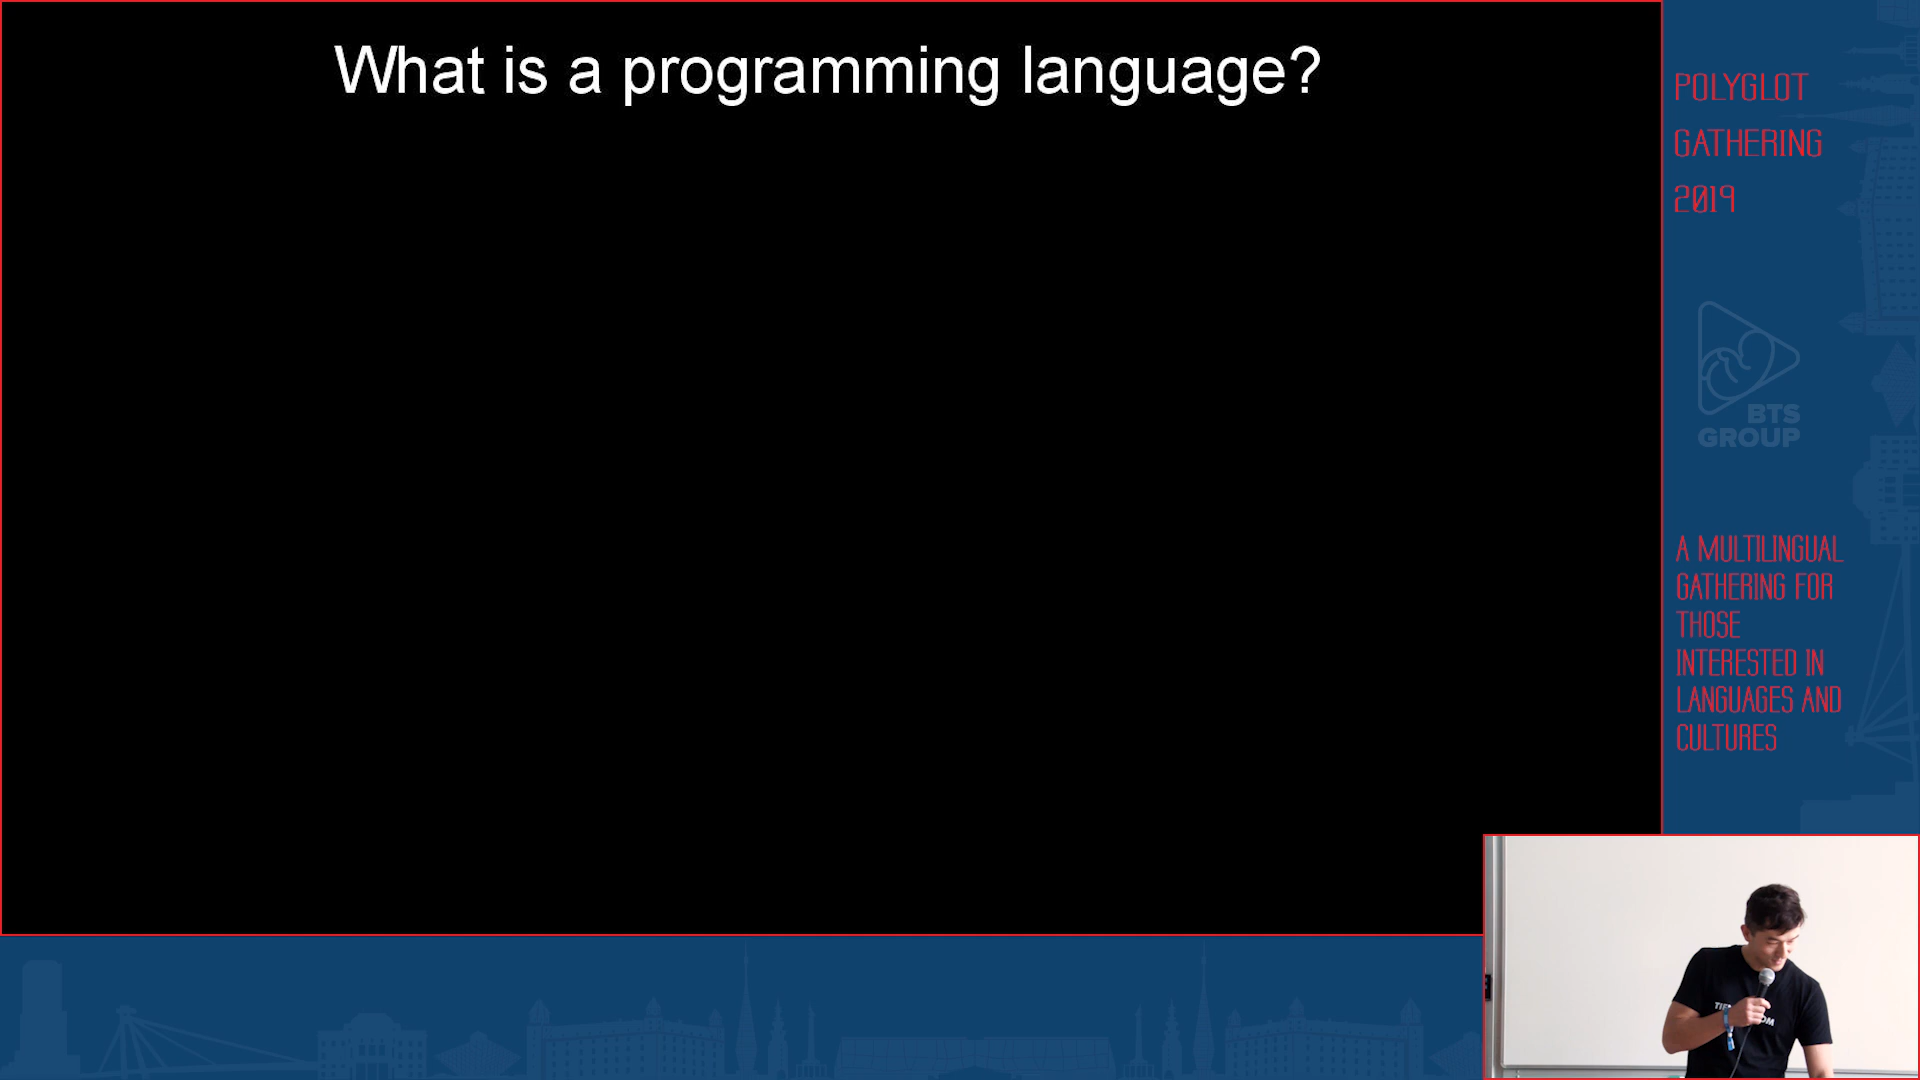 What is a programming language?
POLYGLOT
GATHERING
2019
BTS
GROUP
A MULTILINGUAL
GATHERING FOR
THOSE
INTERESTED IN
LANGUAGES AND
CULTURES